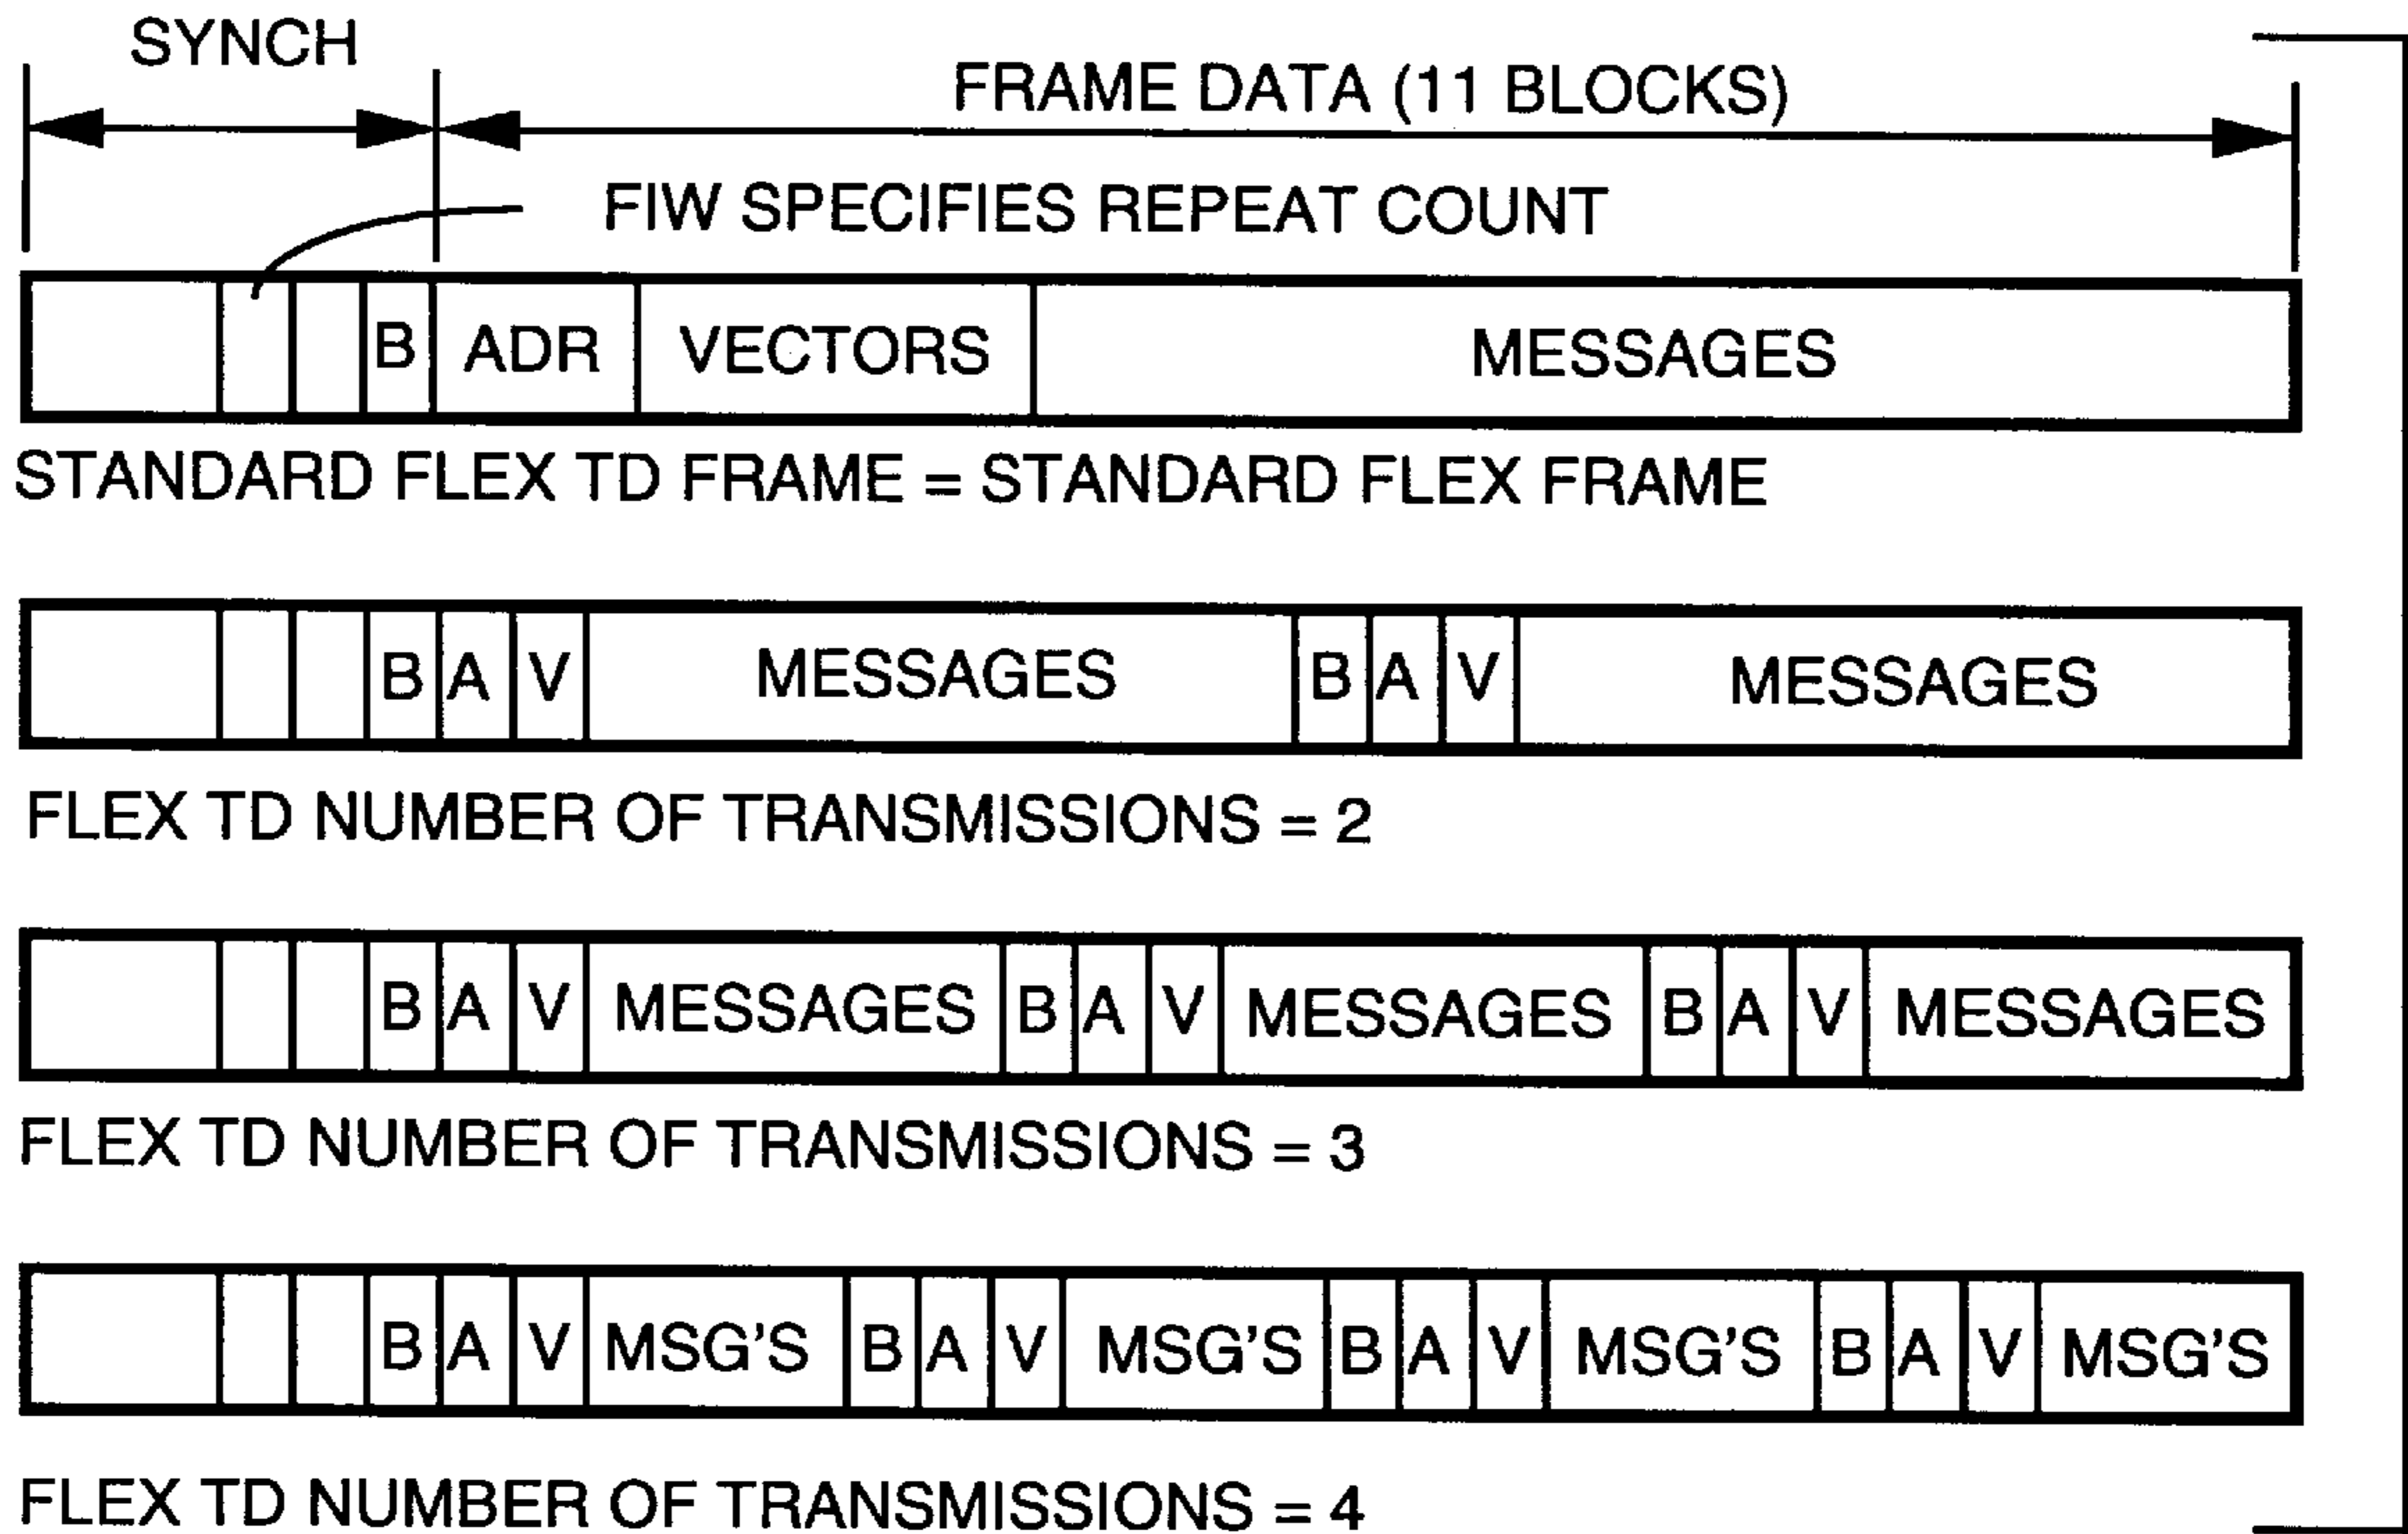 SYNCH
FRAME DATA (11 BLOCKS)
FIW SPECIFIES REPEAT COUNT
B ADR VECTORS MESSAGES
STANDARD FLEX TD FRAME = STANDARD FLEX FRAME
B A V MESSAGES B A V MESSAGES
FLEX TD NUMBER OF TRANSMISSIONS = 2
B A V MESSAGES B A V MESSAGES B A V MESSAGES
FLEX TD NUMBER OF TRANSMISSIONS = 3
B A V MSG'S B A V MSG'S B A V MSG'S B A V MSG'S
FLEX TD NUMBER OF TRANSMISSIONS = 4